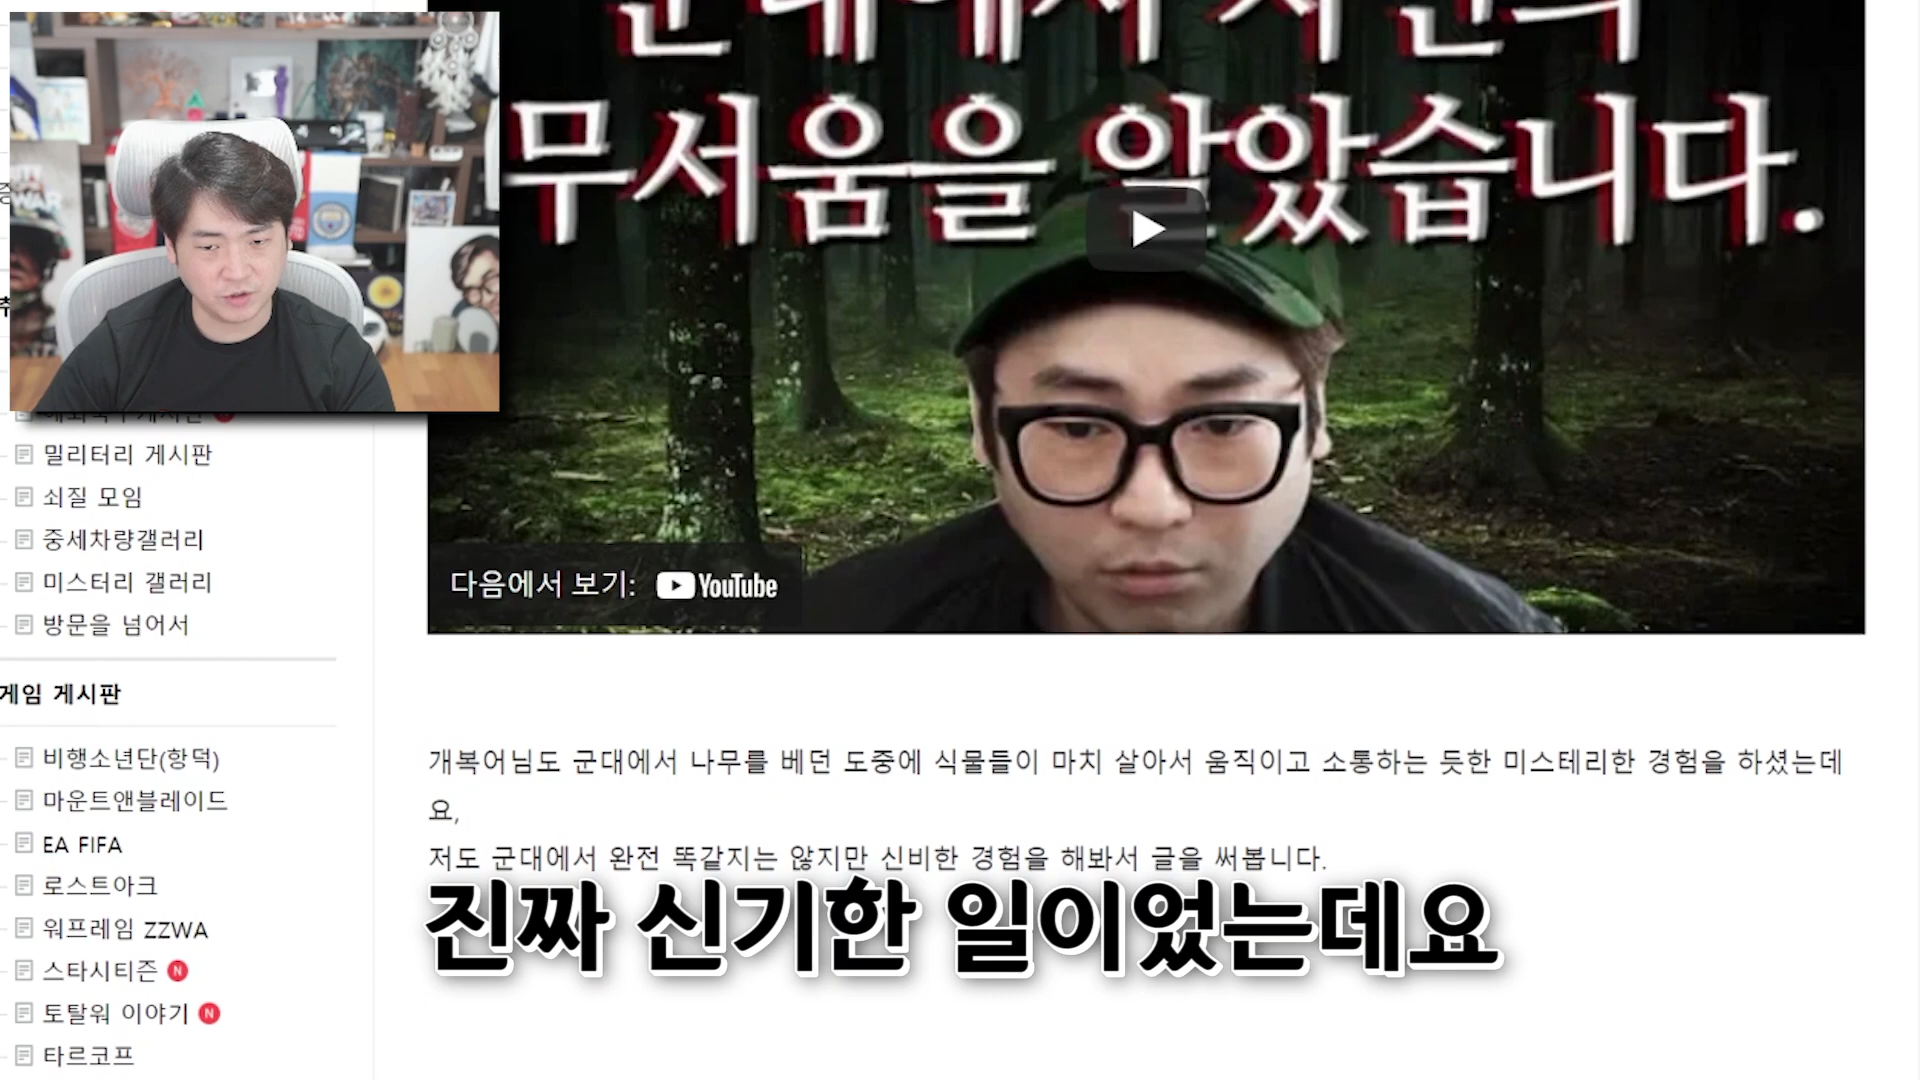 무서움을 알았습니다.
다음에서 보기: YouTube
밀리터리 게시판
쇠질 모임
중세차량갤러리
미스터리 갤러리
방문을 넘어서
게임 게시판
비행소년단(항덕)
마운트앤블레이드
EA FIFA
로스트아크
워프레임 ZZWA
스타시티즌 N
토탈워 이야기 N
타르코프
개복어님도 군대에서 나무를 베던 도중에 식물들이 마치 살아서 움직이고 소통하는 듯한 미스테리한 경험을 하셨는데
요,
저도 군대에서 완전 똑같지는 않지만 신비한 경험을 해봐서 글을 써봅니다.
진짜 신기한 일이었는데요